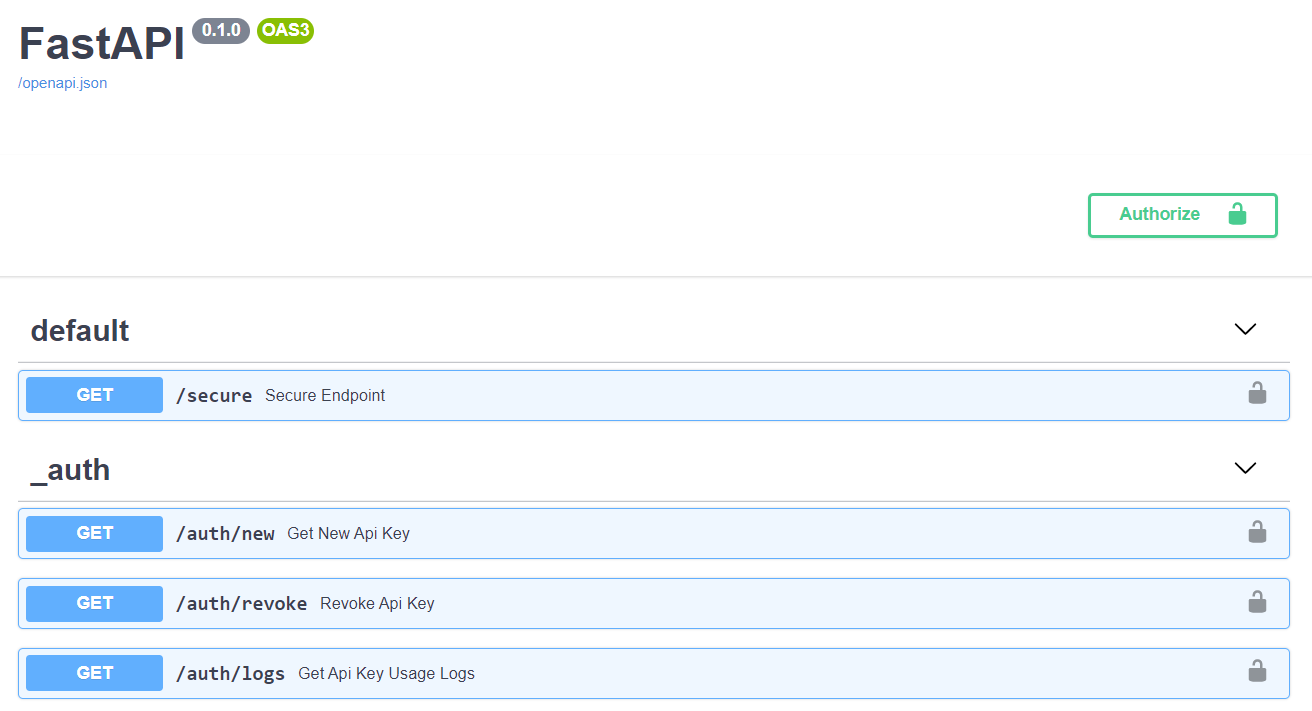 FastAPI 0.1.0 OAS3
/openapi.json
Authorize
default
GET /secure Secure Endpoint
_auth
GET /auth/new Get New Api Key
GET /auth/revoke Revoke Api Key
GET /auth/logs Get Api Key Usage Logs